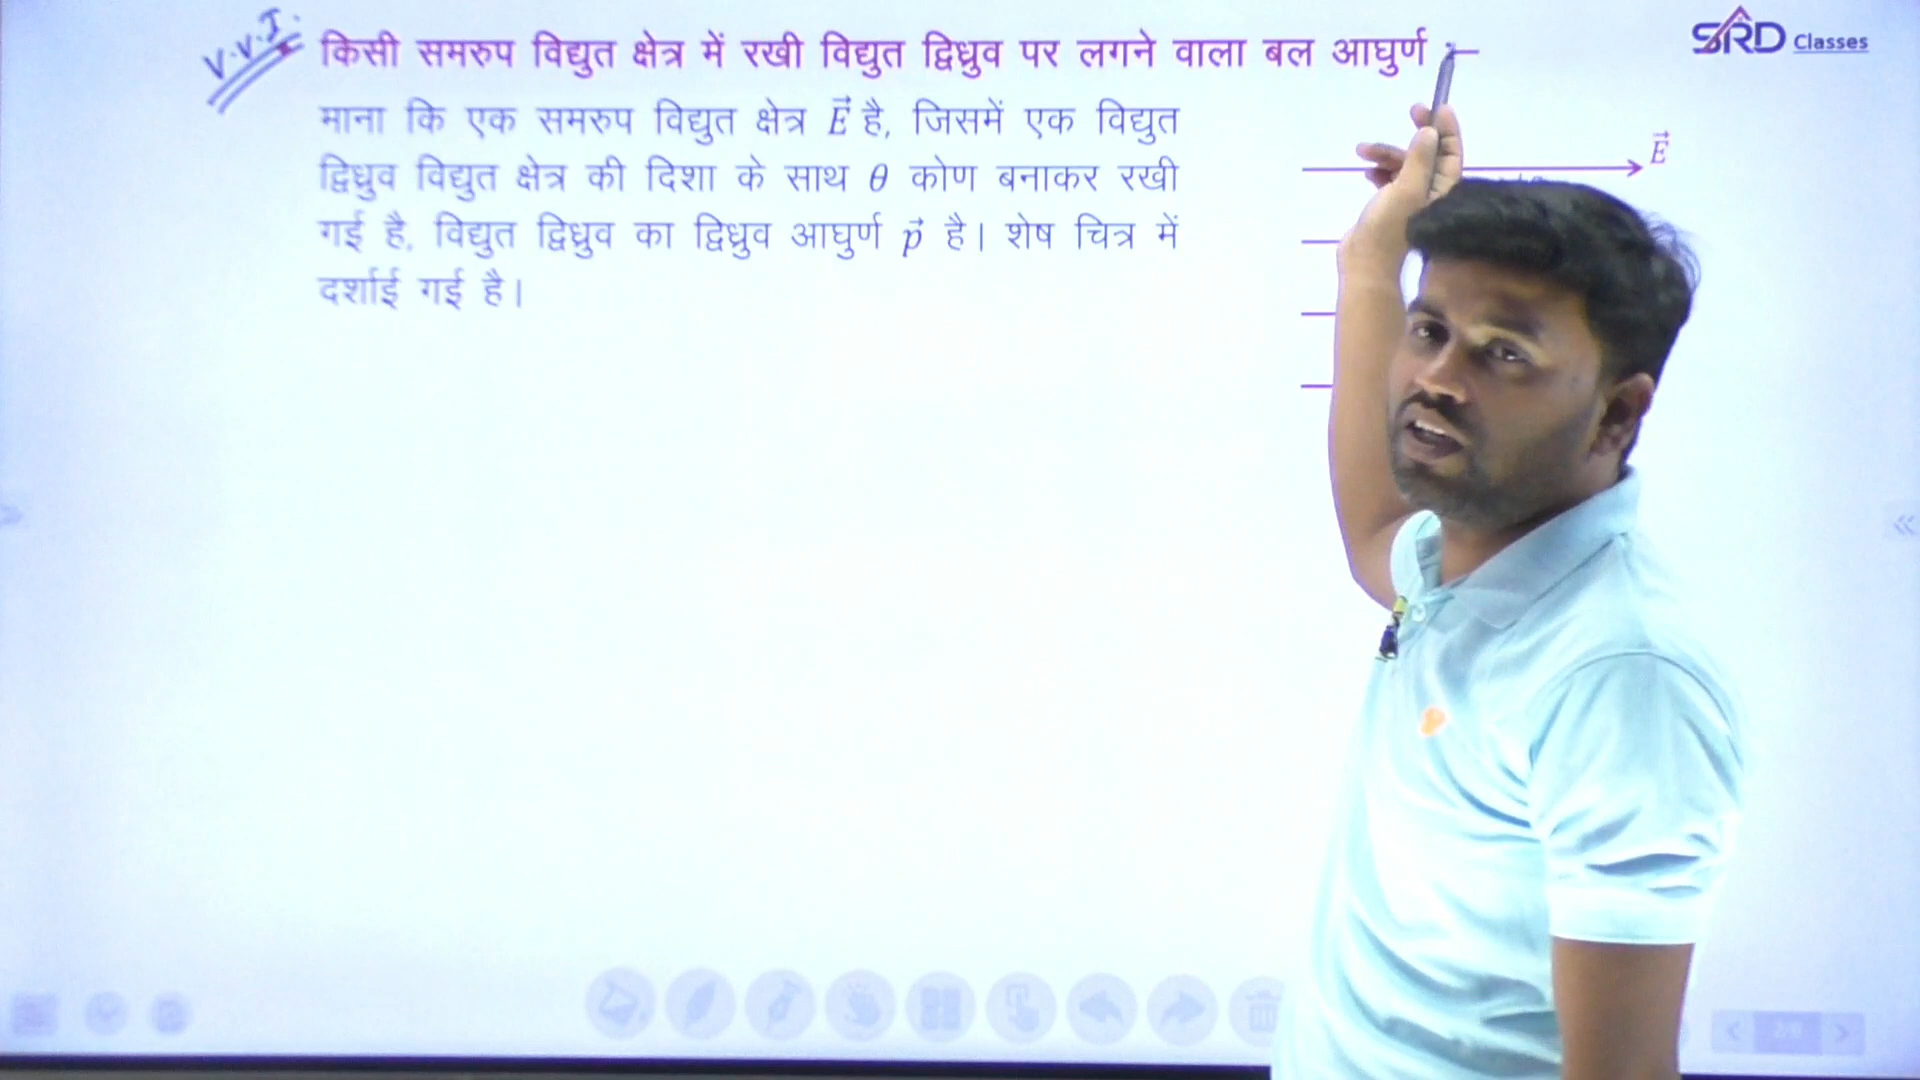 V.V.I.
किसी समरुप विद्युत क्षेत्र में रखी विद्युत द्विध्रुव पर लगने वाला बल आघुर्ण
SRD Classes
माना कि एक समरुप विद्युत क्षेत्र E⃗ है, जिसमें एक विद्युत
द्विध्रुव विद्युत क्षेत्र की दिशा के साथ θ कोण बनाकर रखी
गई है, विद्युत द्विध्रुव का द्विध्रुव आघुर्ण p⃗ है। शेष चित्र में
दर्शाई गई है।
E⃗